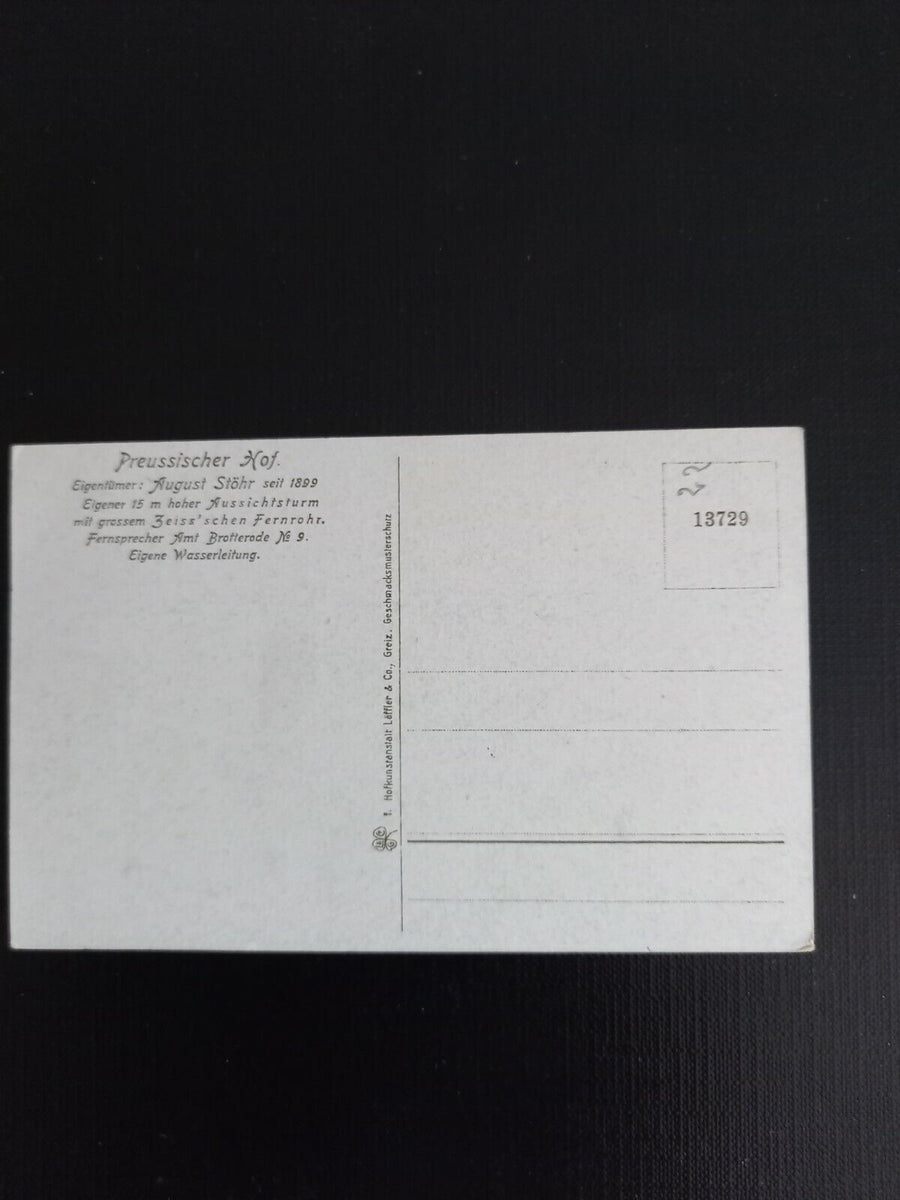 Preussischer Hof.
Eigentümer: August Stöhr seit 1899
Eigener 15 m hoher Aussichtsturm
mit grossem Zeiss'schen Fernrohr.
Fernsprecher Amt Brotterode № 9.
Eigene Wasserleitung.
Hofkunstanstalt Löffler & Co., Greiz. Geschmacksmusterschutz
13729